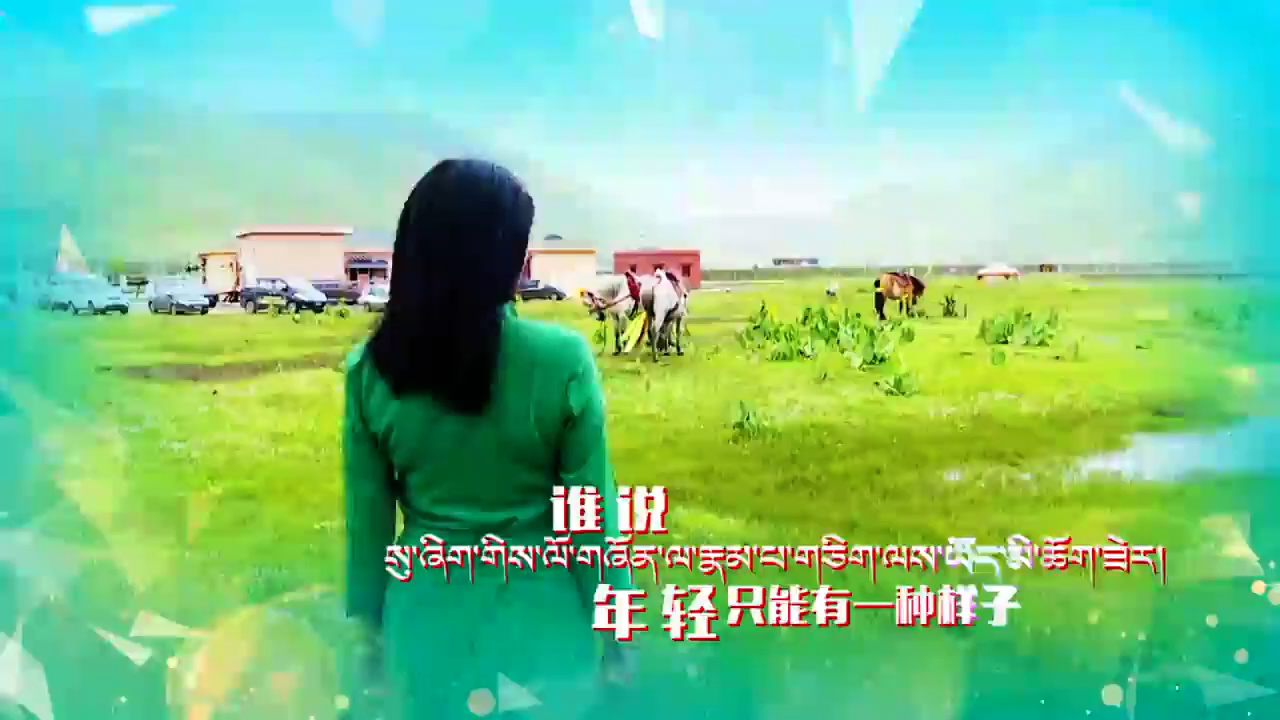 谁说
སུ་ཞིག་གིས་ལོ་གཞོན་ལ་རྣམ་པ་གཅིག་ལས་ཡོད་མི་ཆོག་ཟེར།
年轻只能有一种样子